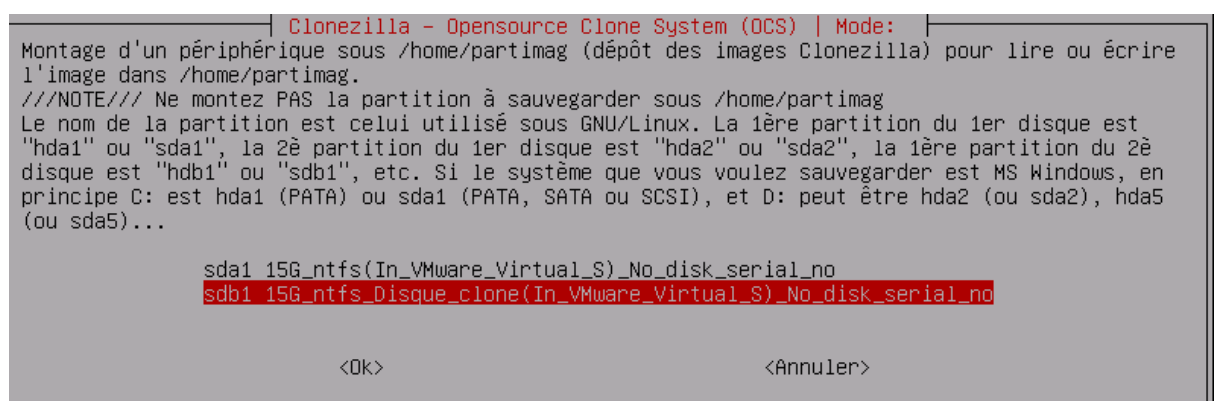 Clonezilla – Opensource Clone System (OCS) | Mode:
Montage d'un périphérique sous /home/partimag (dépôt des images Clonezilla) pour lire ou écrire
l'image dans /home/partimag.
///NOTE/// Ne montez PAS la partition à sauvegarder sous /home/partimag
Le nom de la partition est celui utilisé sous GNU/Linux. La 1ère partition du 1er disque est
"hda1" ou "sda1", la 2è partition du 1er disque est "hda2" ou "sda2", la 1ère partition du 2è
disque est "hdb1" ou "sdb1", etc. Si le système que vous voulez sauvegarder est MS Windows, en
principe C: est hda1 (PATA) ou sda1 (PATA, SATA ou SCSI), et D: peut être hda2 (ou sda2), hda5
(ou sda5)...
sda1 15G_ntfs(In_VMware_Virtual_S)_No_disk_serial_no
sdb1 15G_ntfs_Disque_clone(In_VMware_Virtual_S)_No_disk_serial_no
<Ok> <Annuler>